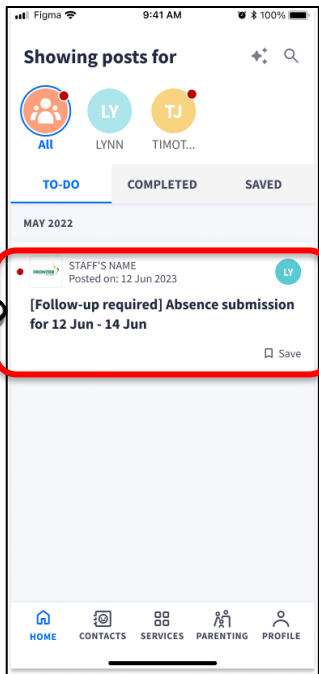 Figma
9:41 AM
100%
Showing posts for
LY
TJ
All
LYNN
TIMOT...
TO-DO
COMPLETED
SAVED
MAY 2022
FRONTIER
STAFF'S NAME
Posted on: 12 Jun 2023
LY
[Follow-up required] Absence submission
for 12 Jun - 14 Jun
Save
HOME
CONTACTS
SERVICES
PARENTING
PROFILE